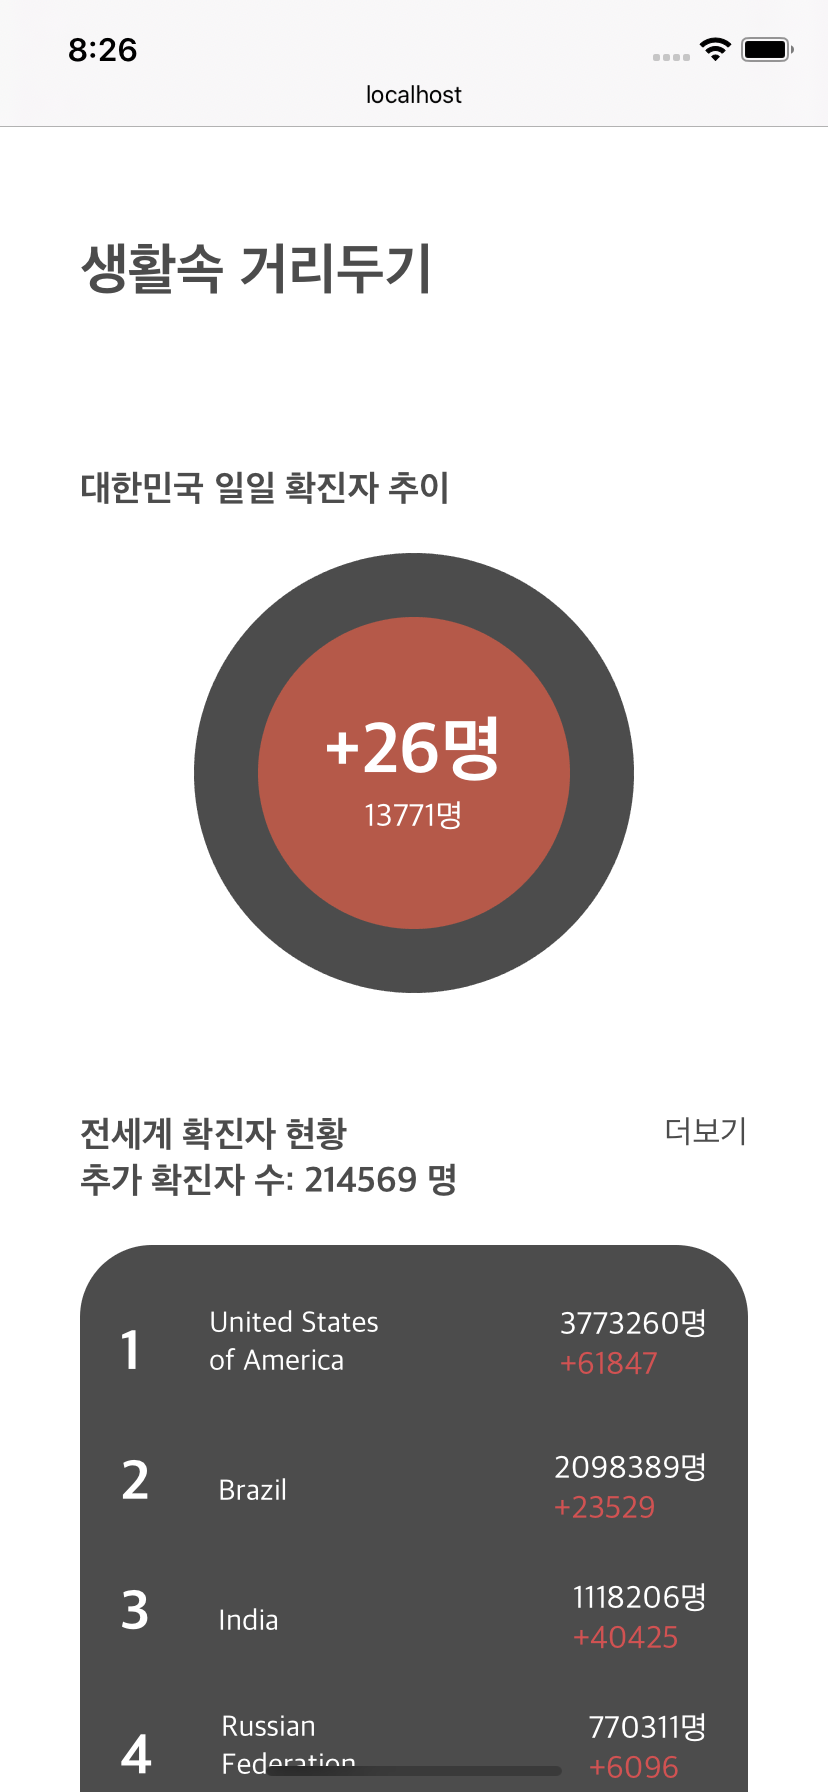 8:26
localhost
생활속 거리두기
대한민국 일일 확진자 추이
+26명
13771명
전세계 확진자 현황
더보기
추가 확진자 수: 214569 명
1
United States
of America
3773260명
+61847
2
Brazil
2098389명
+23529
3
India
1118206명
+40425
4
Russian
Federation
770311명
+6096